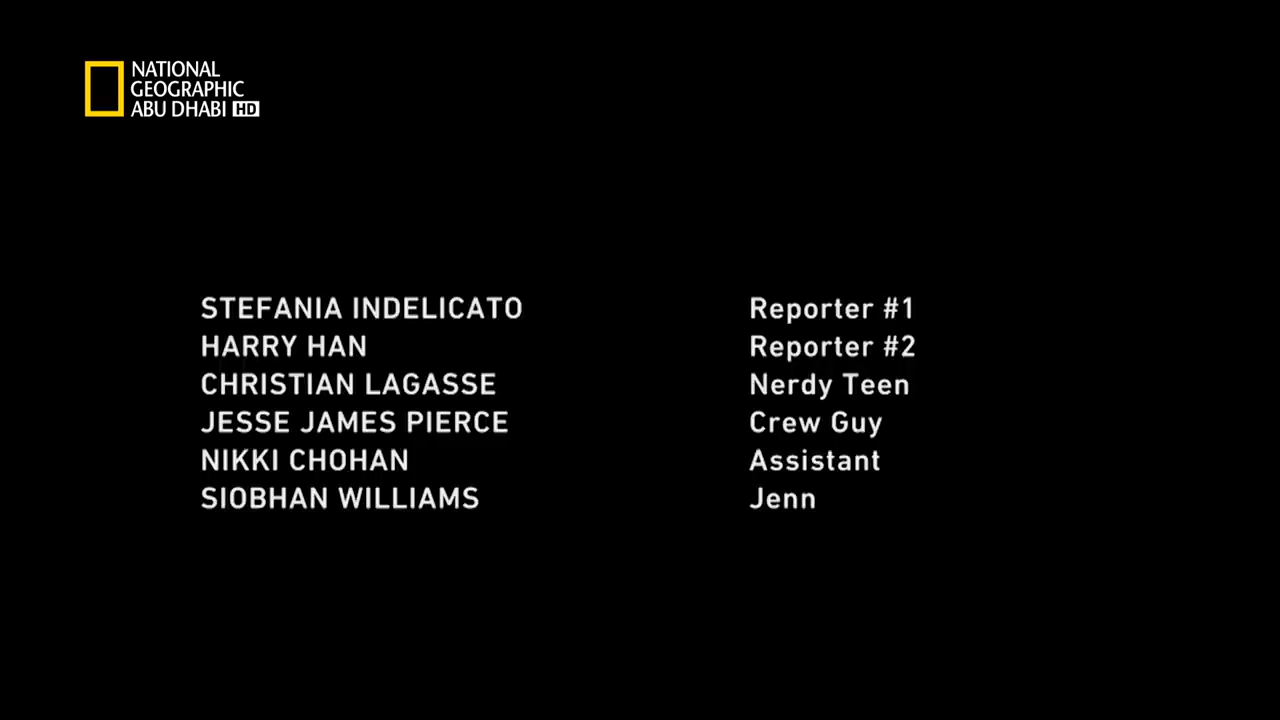 NATIONAL
GEOGRAPHIC
ABU DHABI HD
STEFANIA INDELICATO Reporter #1
HARRY HAN Reporter #2
CHRISTIAN LAGASSE Nerdy Teen
JESSE JAMES PIERCE Crew Guy
NIKKI CHOHAN Assistant
SIOBHAN WILLIAMS Jenn